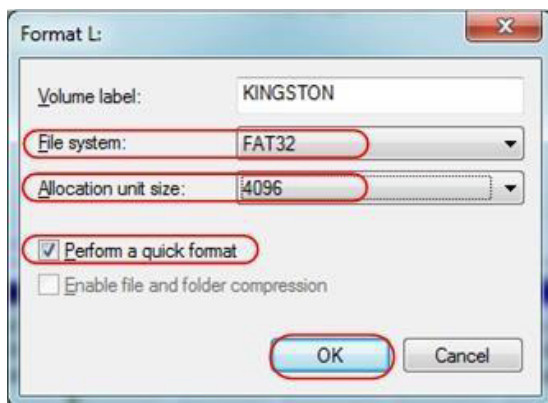 Format L:
Volume label: KINGSTON
File system: FAT32
Allocation unit size: 4096
Perform a quick format
Enable file and folder compression
OK Cancel